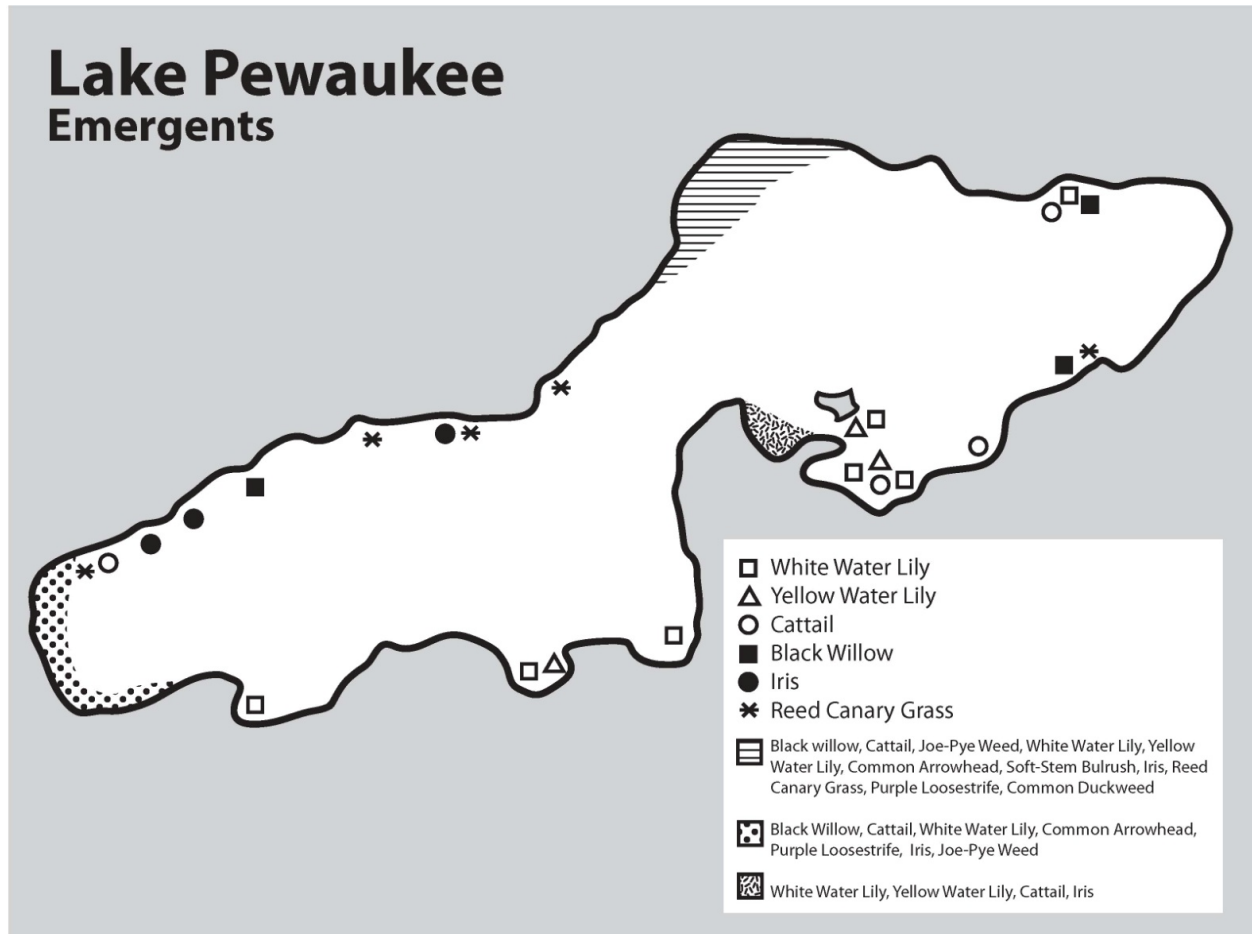 Lake Pewaukee
Emergents
White Water Lily
Yellow Water Lily
Cattail
Black Willow
Iris
Reed Canary Grass
Black willow, Cattail, Joe-Pye Weed, White Water Lily, Yellow
Water Lily, Common Arrowhead, Soft-Stem Bulrush, Iris, Reed
Canary Grass, Purple Loosestrife, Common Duckweed
Black Willow, Cattail, White Water Lily, Common Arrowhead,
Purple Loosestrife, Iris, Joe-Pye Weed
White Water Lily, Yellow Water Lily, Cattail, Iris